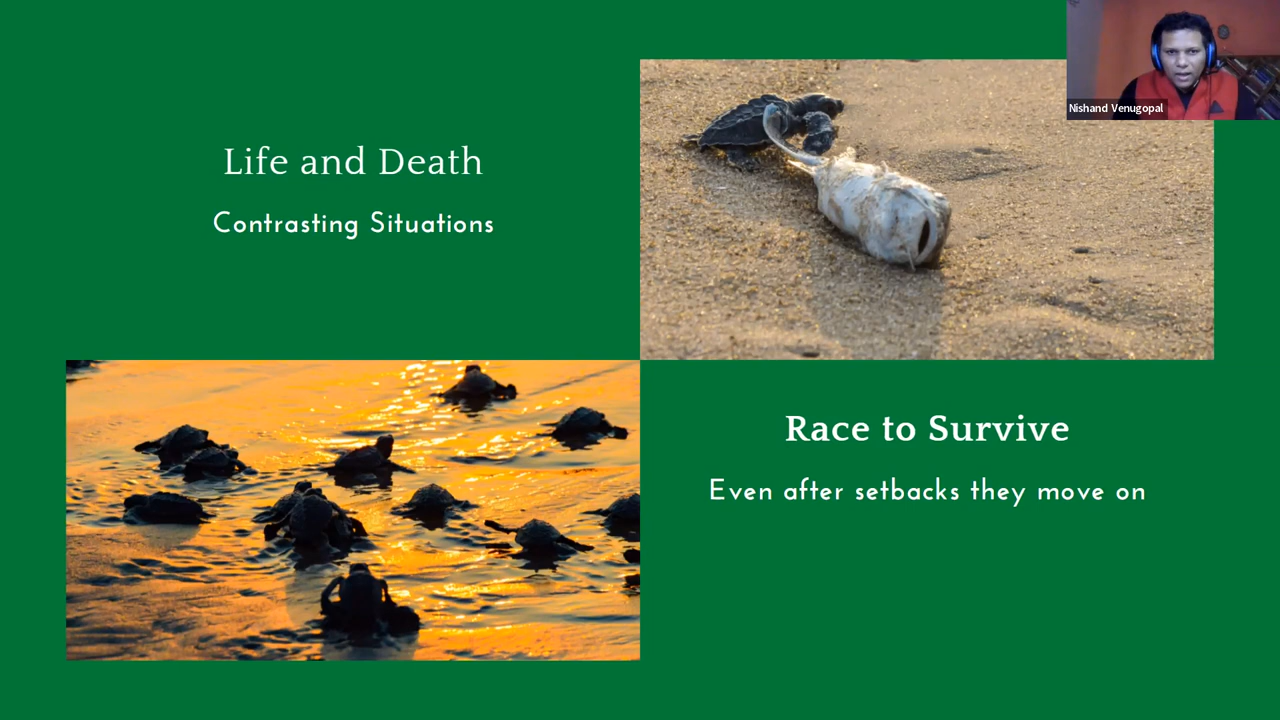 Nishand Venugopal
Life and Death
Contrasting Situations
Race to Survive
Even after setbacks they move on